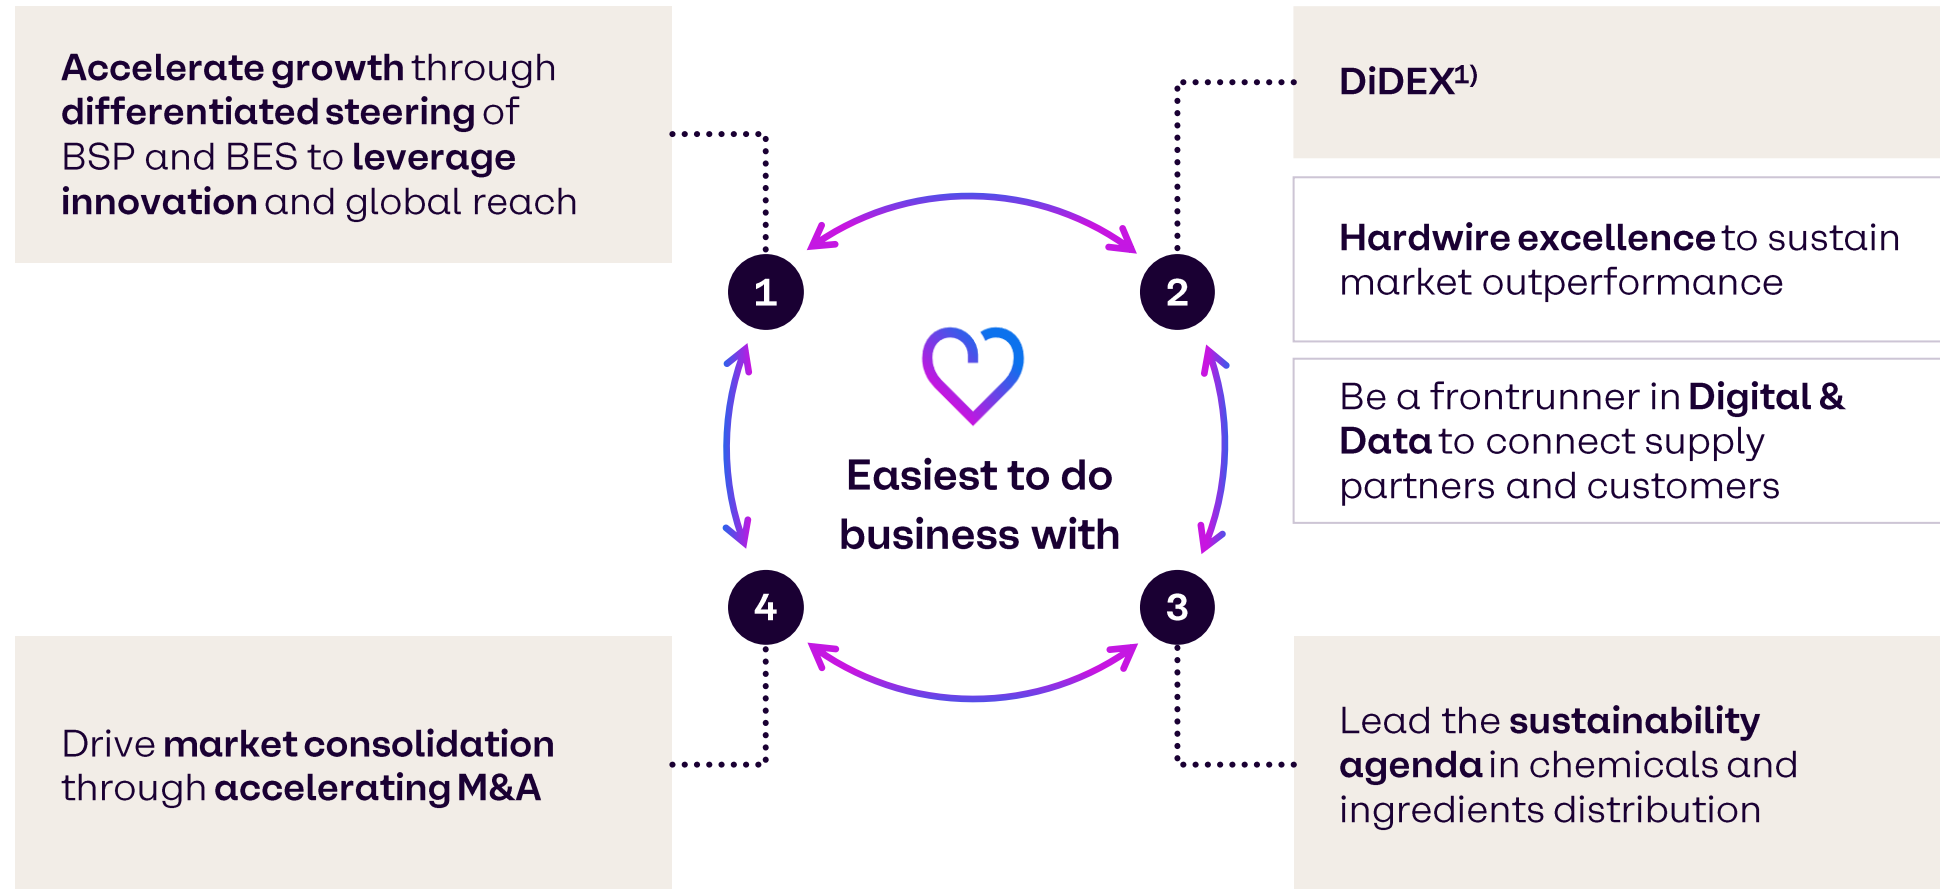 Accelerate growth through
differentiated steering of
BSP and BES to leverage
innovation and global reach
1
DiDEX1)
Hardwire excellence to sustain
market outperformance
Be a frontrunner in Digital &
Data to connect supply
partners and customers
2
Easiest to do
business with
4
3
Drive market consolidation
through accelerating M&A
Lead the sustainability
agenda in chemicals and
ingredients distribution